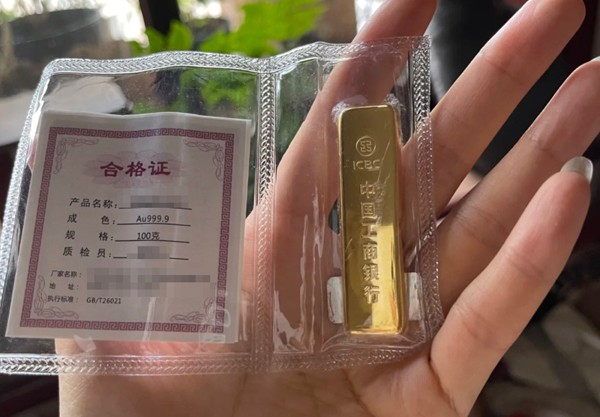 合格证
产品名称：
成 色：Au999.9
规 格：100克
质检员：
厂家名称：
地 址：
执行标准：GB/T26021
ICBC
中国工商银行